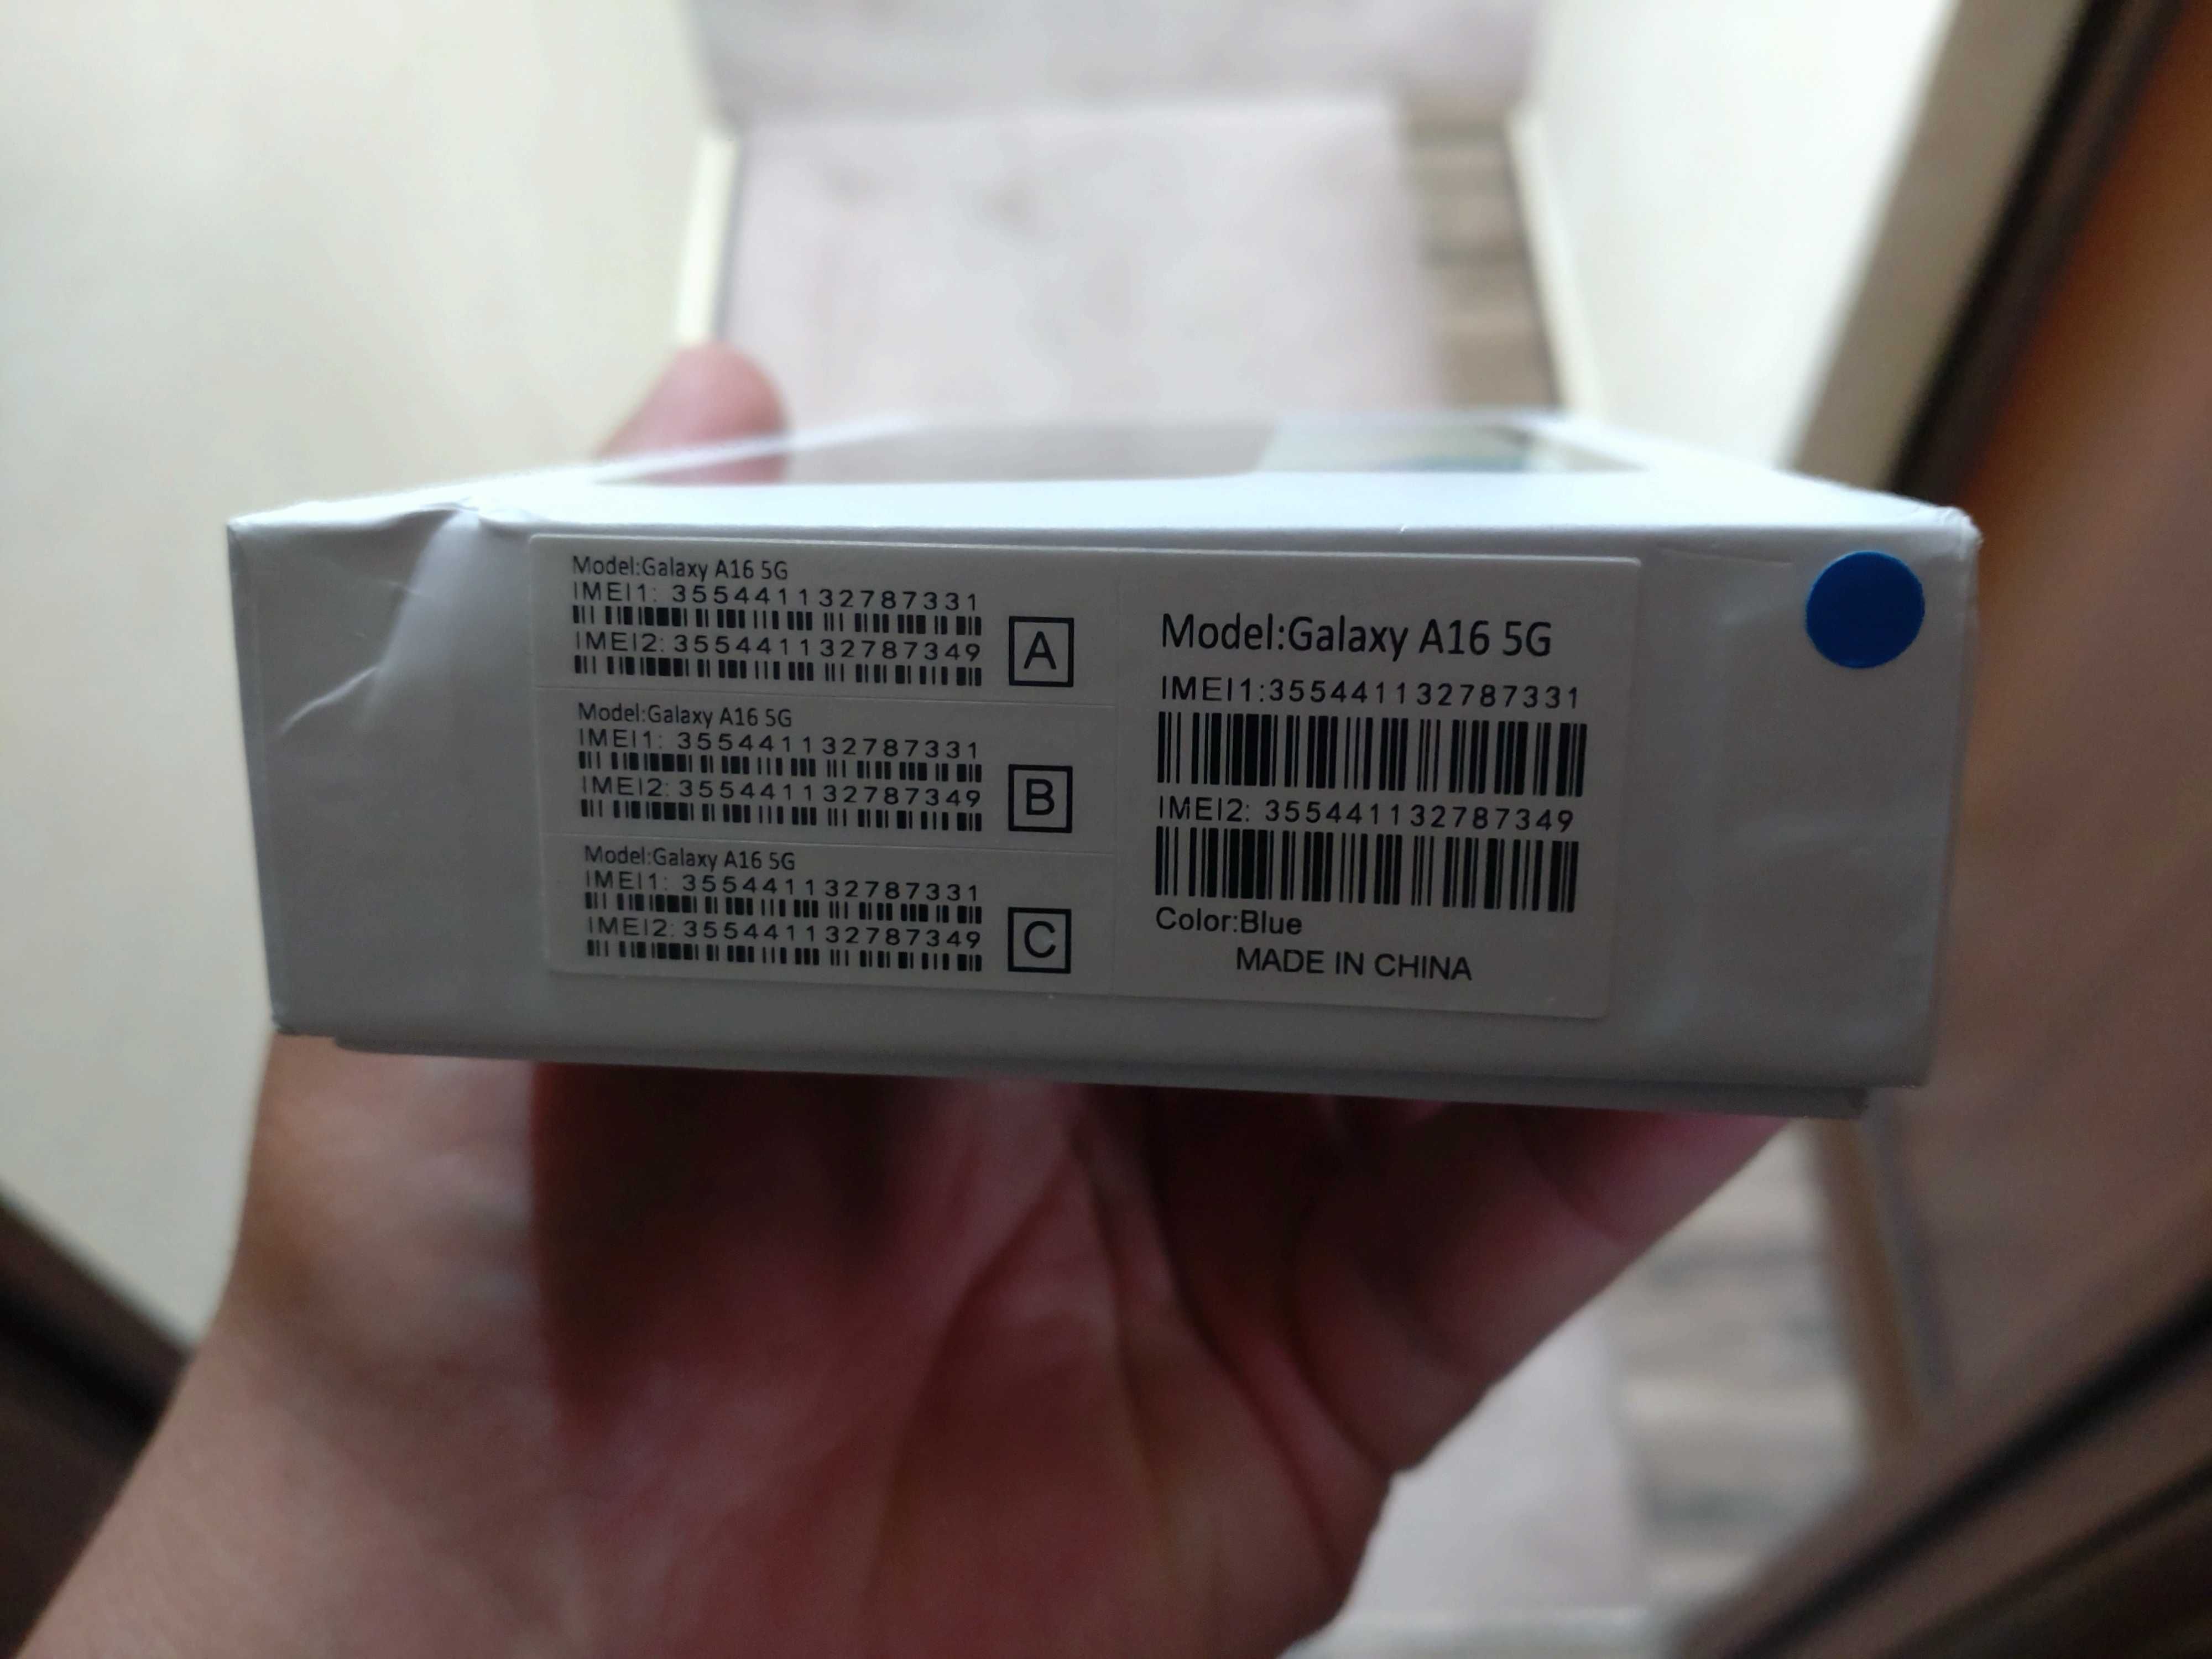 Model:Galaxy A16 5G
IMEI1: 355441132787331
IMEI2: 355441132787349
A
Model:Galaxy A16 5G
IMEI1: 355441132787331
IMEI2: 355441132787349
B
Model:Galaxy A16 5G
IMEI1: 355441132787331
IMEI2: 355441132787349
C
Model:Galaxy A16 5G
IMEI1:355441132787331
IMEI2: 355441132787349
Color:Blue
MADE IN CHINA